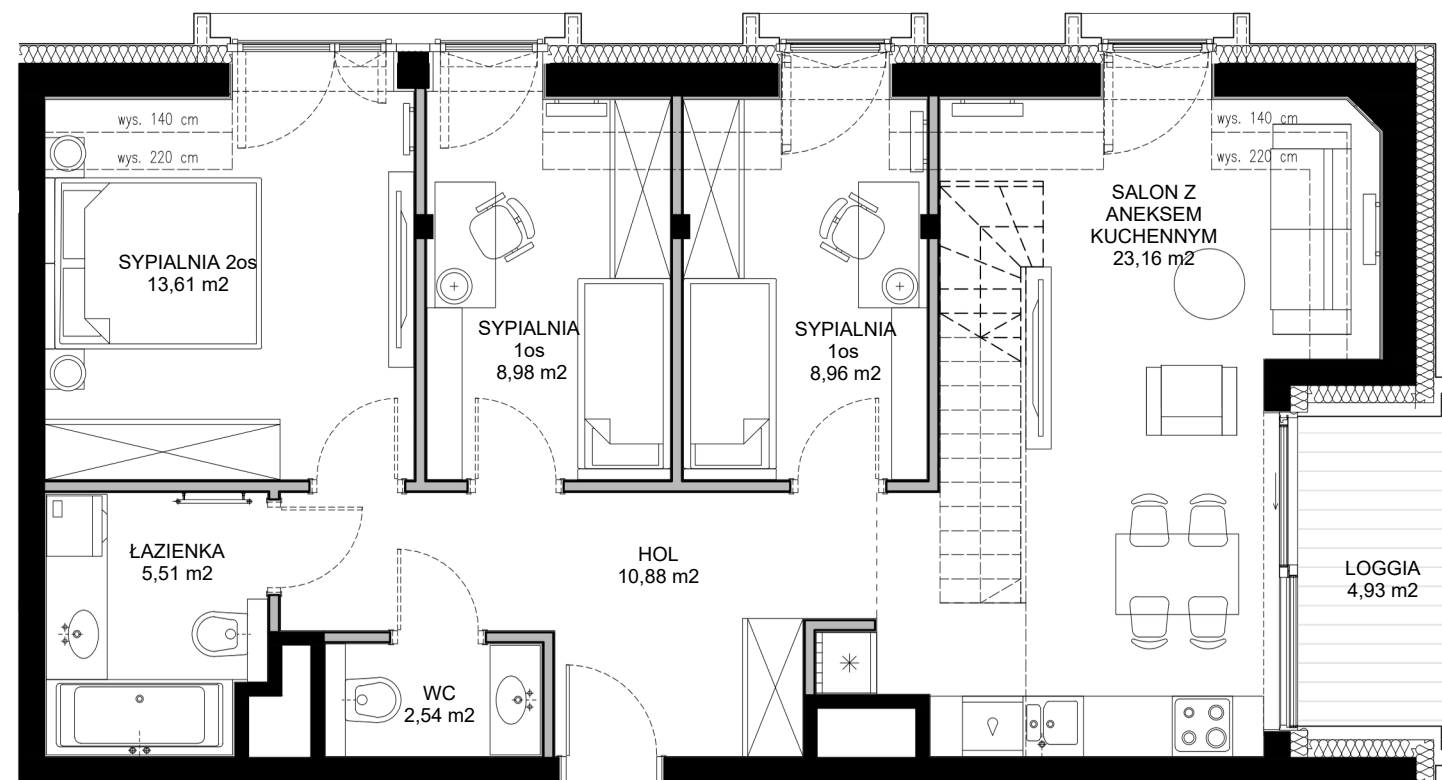 wys. 140 cm
wys. 220 cm
SYPIALNIA 2os
13,61 m2
SYPIALNIA
1os
8,98 m2
SYPIALNIA
1os
8,96 m2
wys. 140 cm
wys. 220 cm
SALON Z
ANEKSEM
KUCHENNYM
23,16 m2
ŁAZIENKA
5,51 m2
HOL
10,88 m2
WC
2,54 m2
LOGGIA
4,93 m2